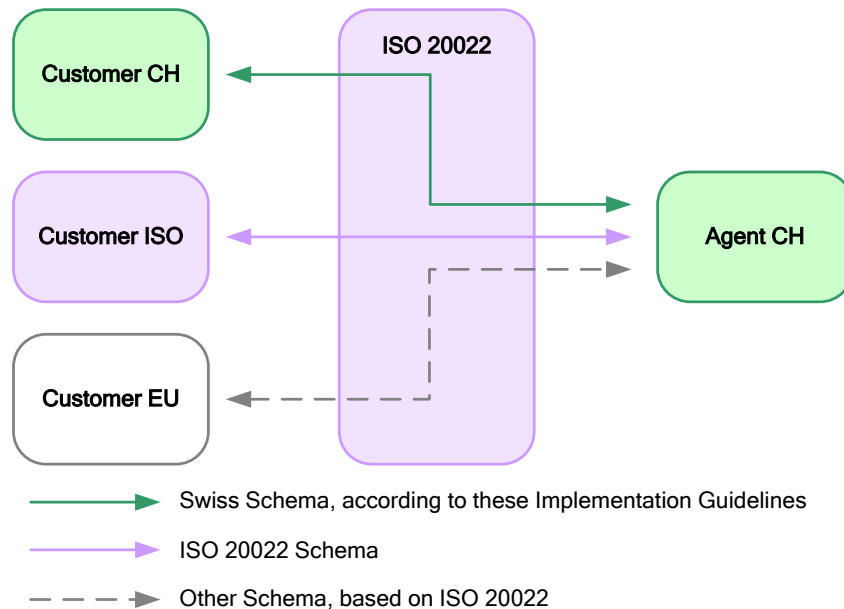 ISO 20022
Customer CH
Customer ISO
Agent CH
Customer EU
Swiss Schema, according to these Implementation Guidelines
ISO 20022 Schema
Other Schema, based on ISO 20022